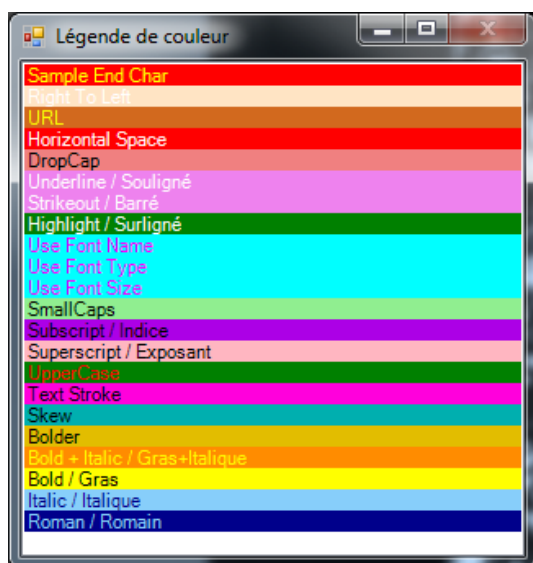 Légende de couleur
Sample End Char
Right To Left
URL
Horizontal Space
DropCap
Underline / Souligné
Strikeout / Barré
Highlight / Surligné
Use Font Name
Use Font Type
Use Font Size
SmallCaps
Subscript / Indice
Superscript / Exposant
UpperCase
Text Stroke
Skew
Bolder
Bold + Italic / Gras+Italique
Bold / Gras
Italic / Italique
Roman / Romain